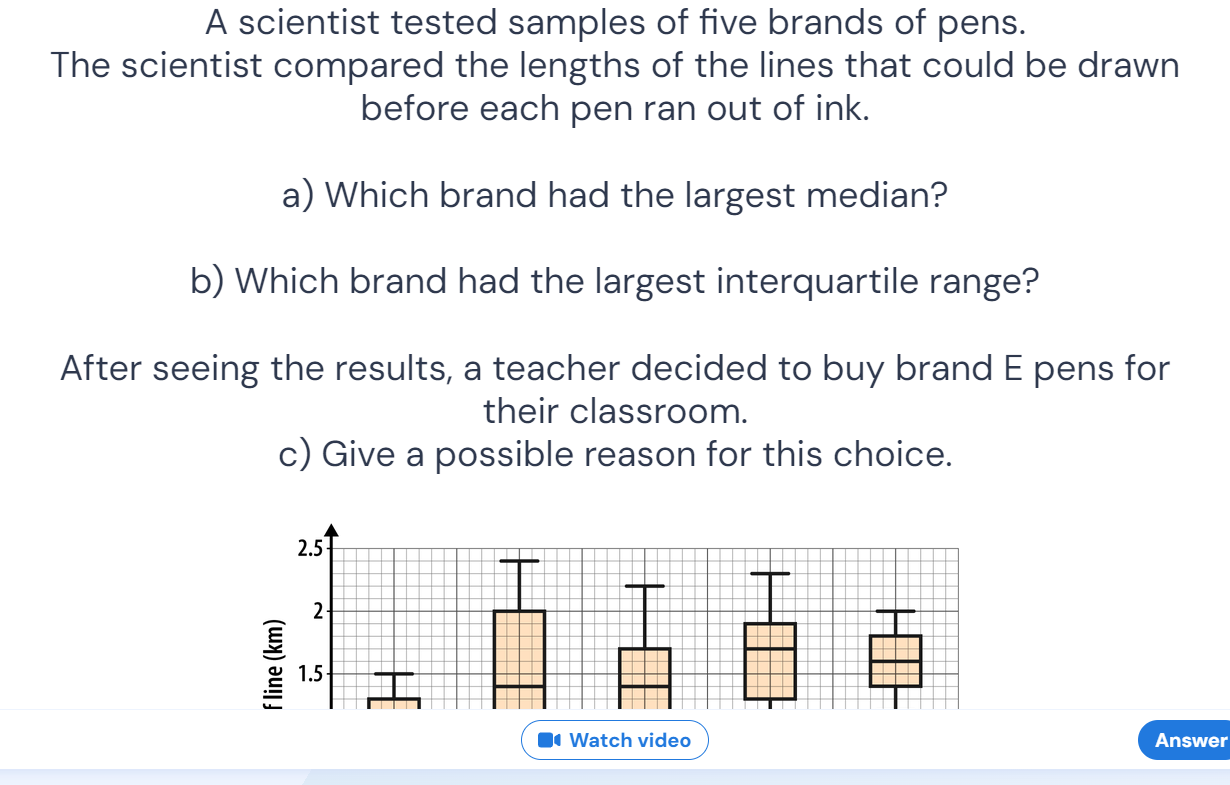 A scientist tested samples of five brands of pens.
The scientist compared the lengths of the lines that could be drawn
before each pen ran out of ink.
a) Which brand had the largest median?
b) Which brand had the largest interquartile range?
After seeing the results, a teacher decided to buy brand E pens for
their classroom.
c) Give a possible reason for this choice.
2.5
2
1.5
line (km)
Watch video
Answer